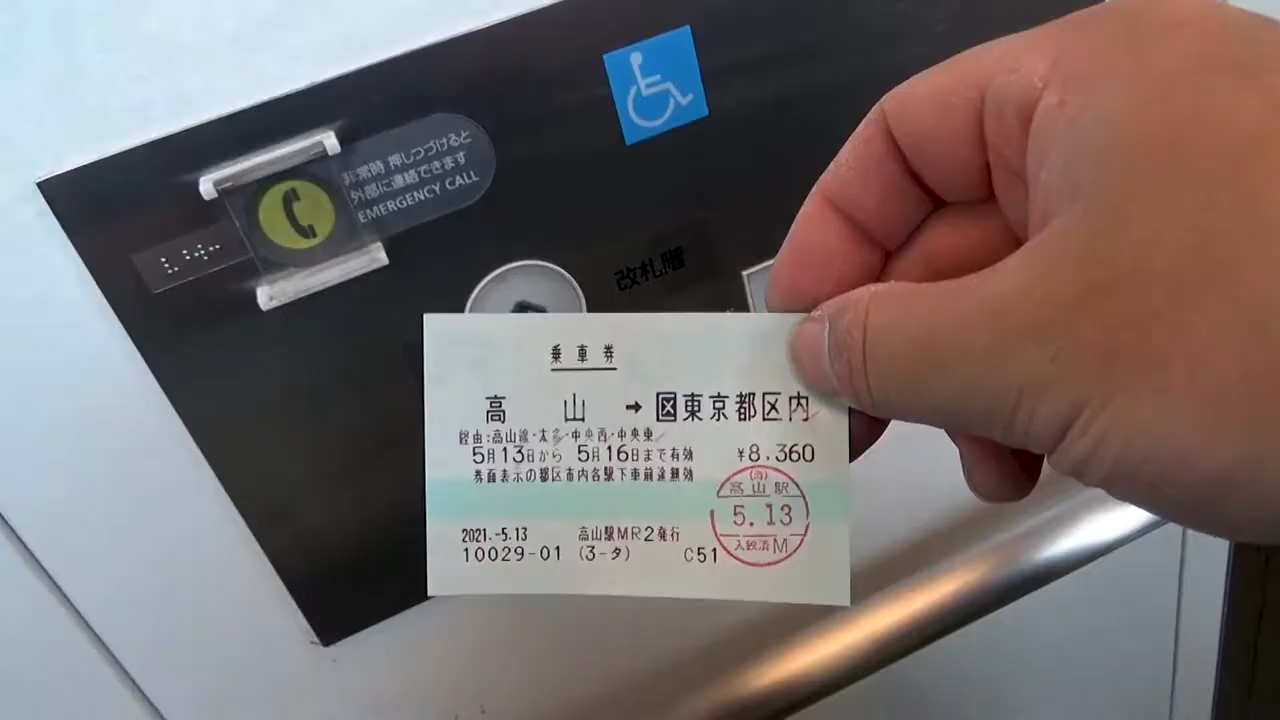 非常時 押しつづけると
外部に連絡できます
EMERGENCY CALL
改札階
乗車券
高山 → 区東京都区内
経由:高山線・太多・中央西・中央東
5月13日から 5月16日まで有効 ¥8,360
券面表示の都区市内各駅下車前途無効
高山駅
5.13
入鋏済M
2021.-5.13 高山駅MR2発行
10029-01 (3-タ) C51